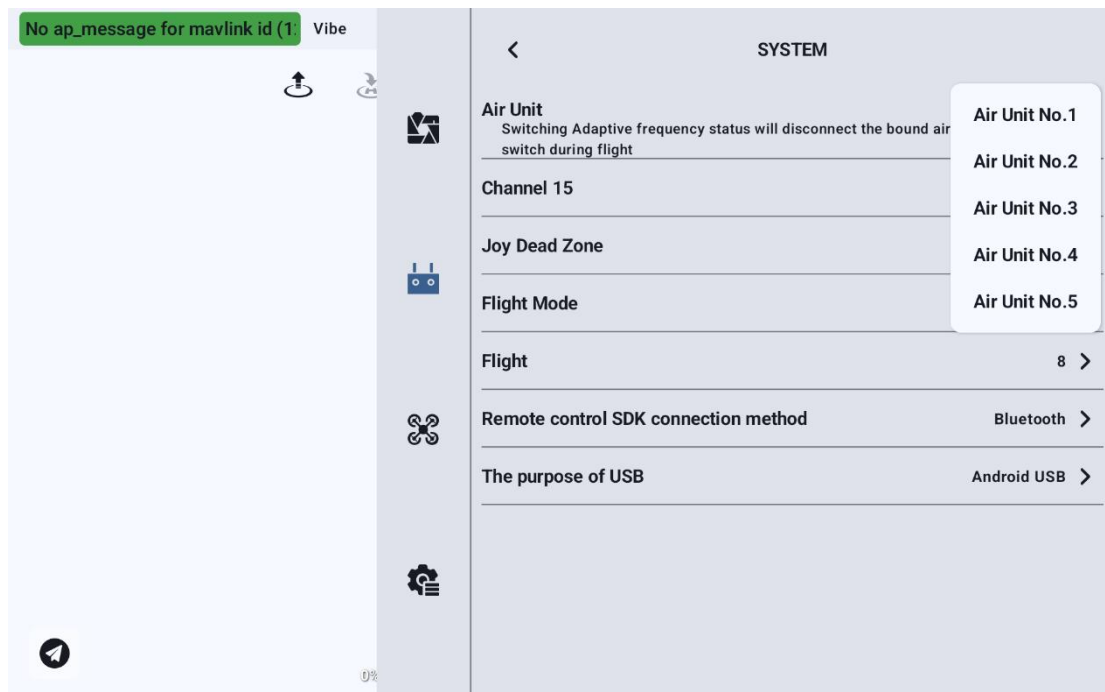 No ap_message for mavlink id (1
Vibe
SYSTEM
Air Unit
Switching Adaptive frequency status will disconnect the bound air
switch during flight
Air Unit No.1
Air Unit No.2
Air Unit No.3
Air Unit No.4
Air Unit No.5
Channel 15
Joy Dead Zone
Flight Mode
Flight
8
Remote control SDK connection method
Bluetooth
The purpose of USB
Android USB
0%